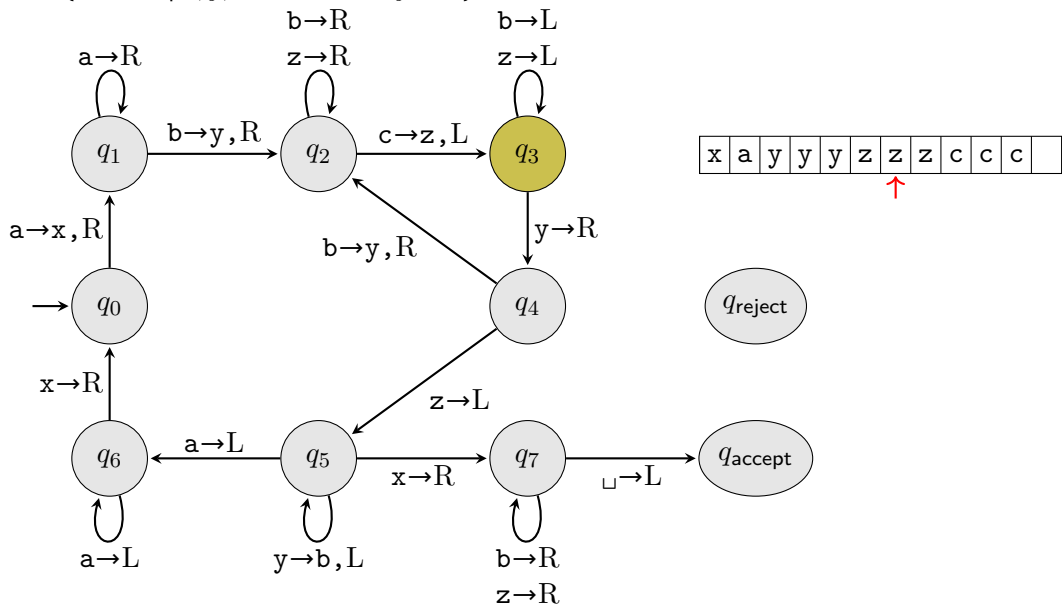 b→R
b→L
a→R
z→R
z→L
b→y,R
c→z,L
q1
q2
q3
x a y y y z z z c c c
↑
a→x,R
b→y,R
y→R
q0
q4
qreject
x→R
z→L
a→L
q6
q5
q7
qaccept
x→R
␣→L
a→L
y→b,L
b→R
z→R